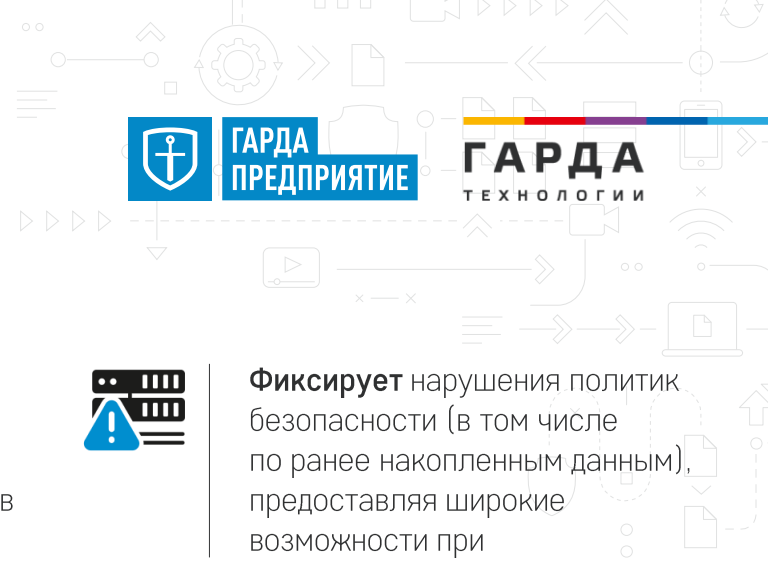 ГАРДА
ПРЕДПРИЯТИЕ
ГАРДА
ТЕХНОЛОГИИ
Фиксирует нарушения политик
безопасности (в том числе
по ранее накопленным данным),
в
предоставляя широкие
возможности при